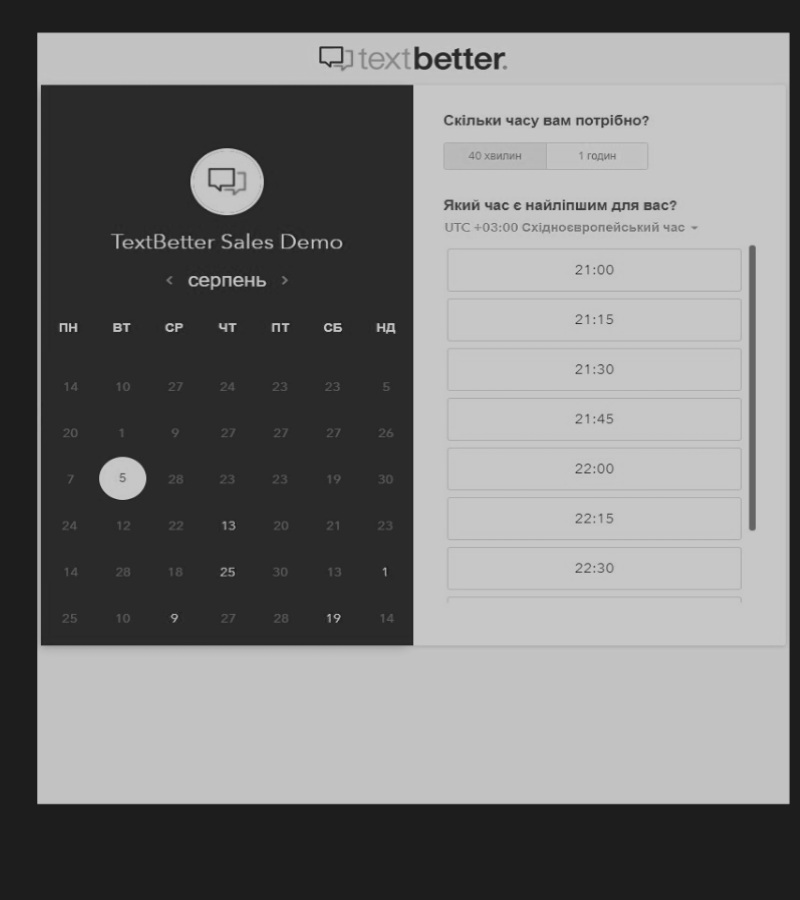 textbetter.
TextBetter Sales Demo
< серпень >
ПН ВТ СР ЧТ ПТ СБ НД
14 10 27 24 23 23 5
20 1 9 27 27 27 26
7 5 28 23 23 19 30
24 12 22 13 20 21 23
14 28 18 25 30 13 1
25 10 9 27 28 19 14
Скільки часу вам потрібно?
40 хвилин 1 годин
Який час є найліпшим для вас?
UTC +03:00 Східноєвропейський час
21:00
21:15
21:30
21:45
22:00
22:15
22:30